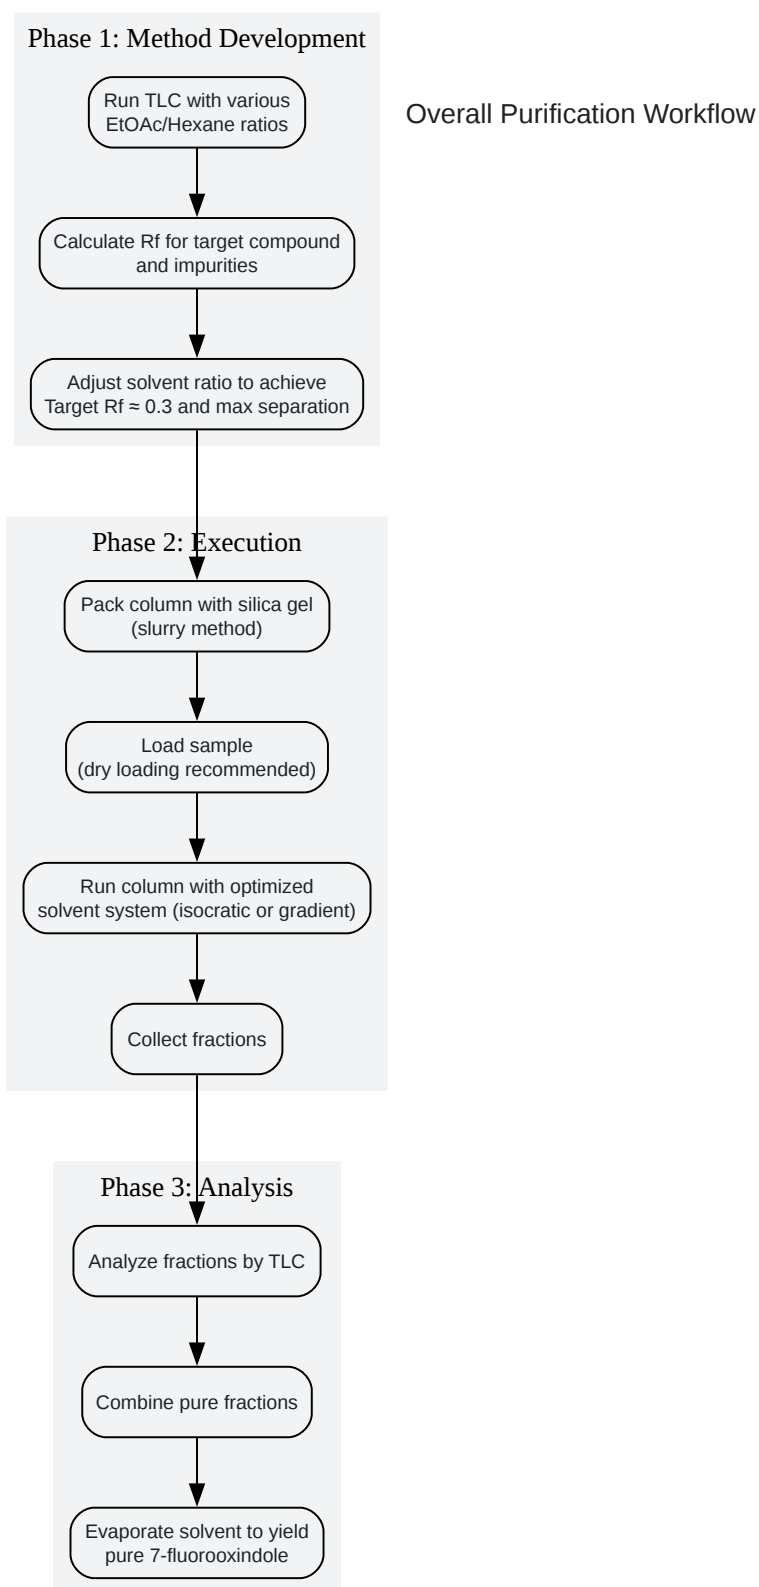 Phase 1: Method Development
Overall Purification Workflow
Run TLC with various
EtOAc/Hexane ratios
Calculate Rf for target compound
and impurities
Adjust solvent ratio to achieve
Target Rf ≈ 0.3 and max separation
Phase 2: Execution
Pack column with silica gel
(slurry method)
Load sample
(dry loading recommended)
Run column with optimized
solvent system (isocratic or gradient)
Collect fractions
Phase 3: Analysis
Analyze fractions by TLC
Combine pure fractions
Evaporate solvent to yield
pure 7-fluorooxindole